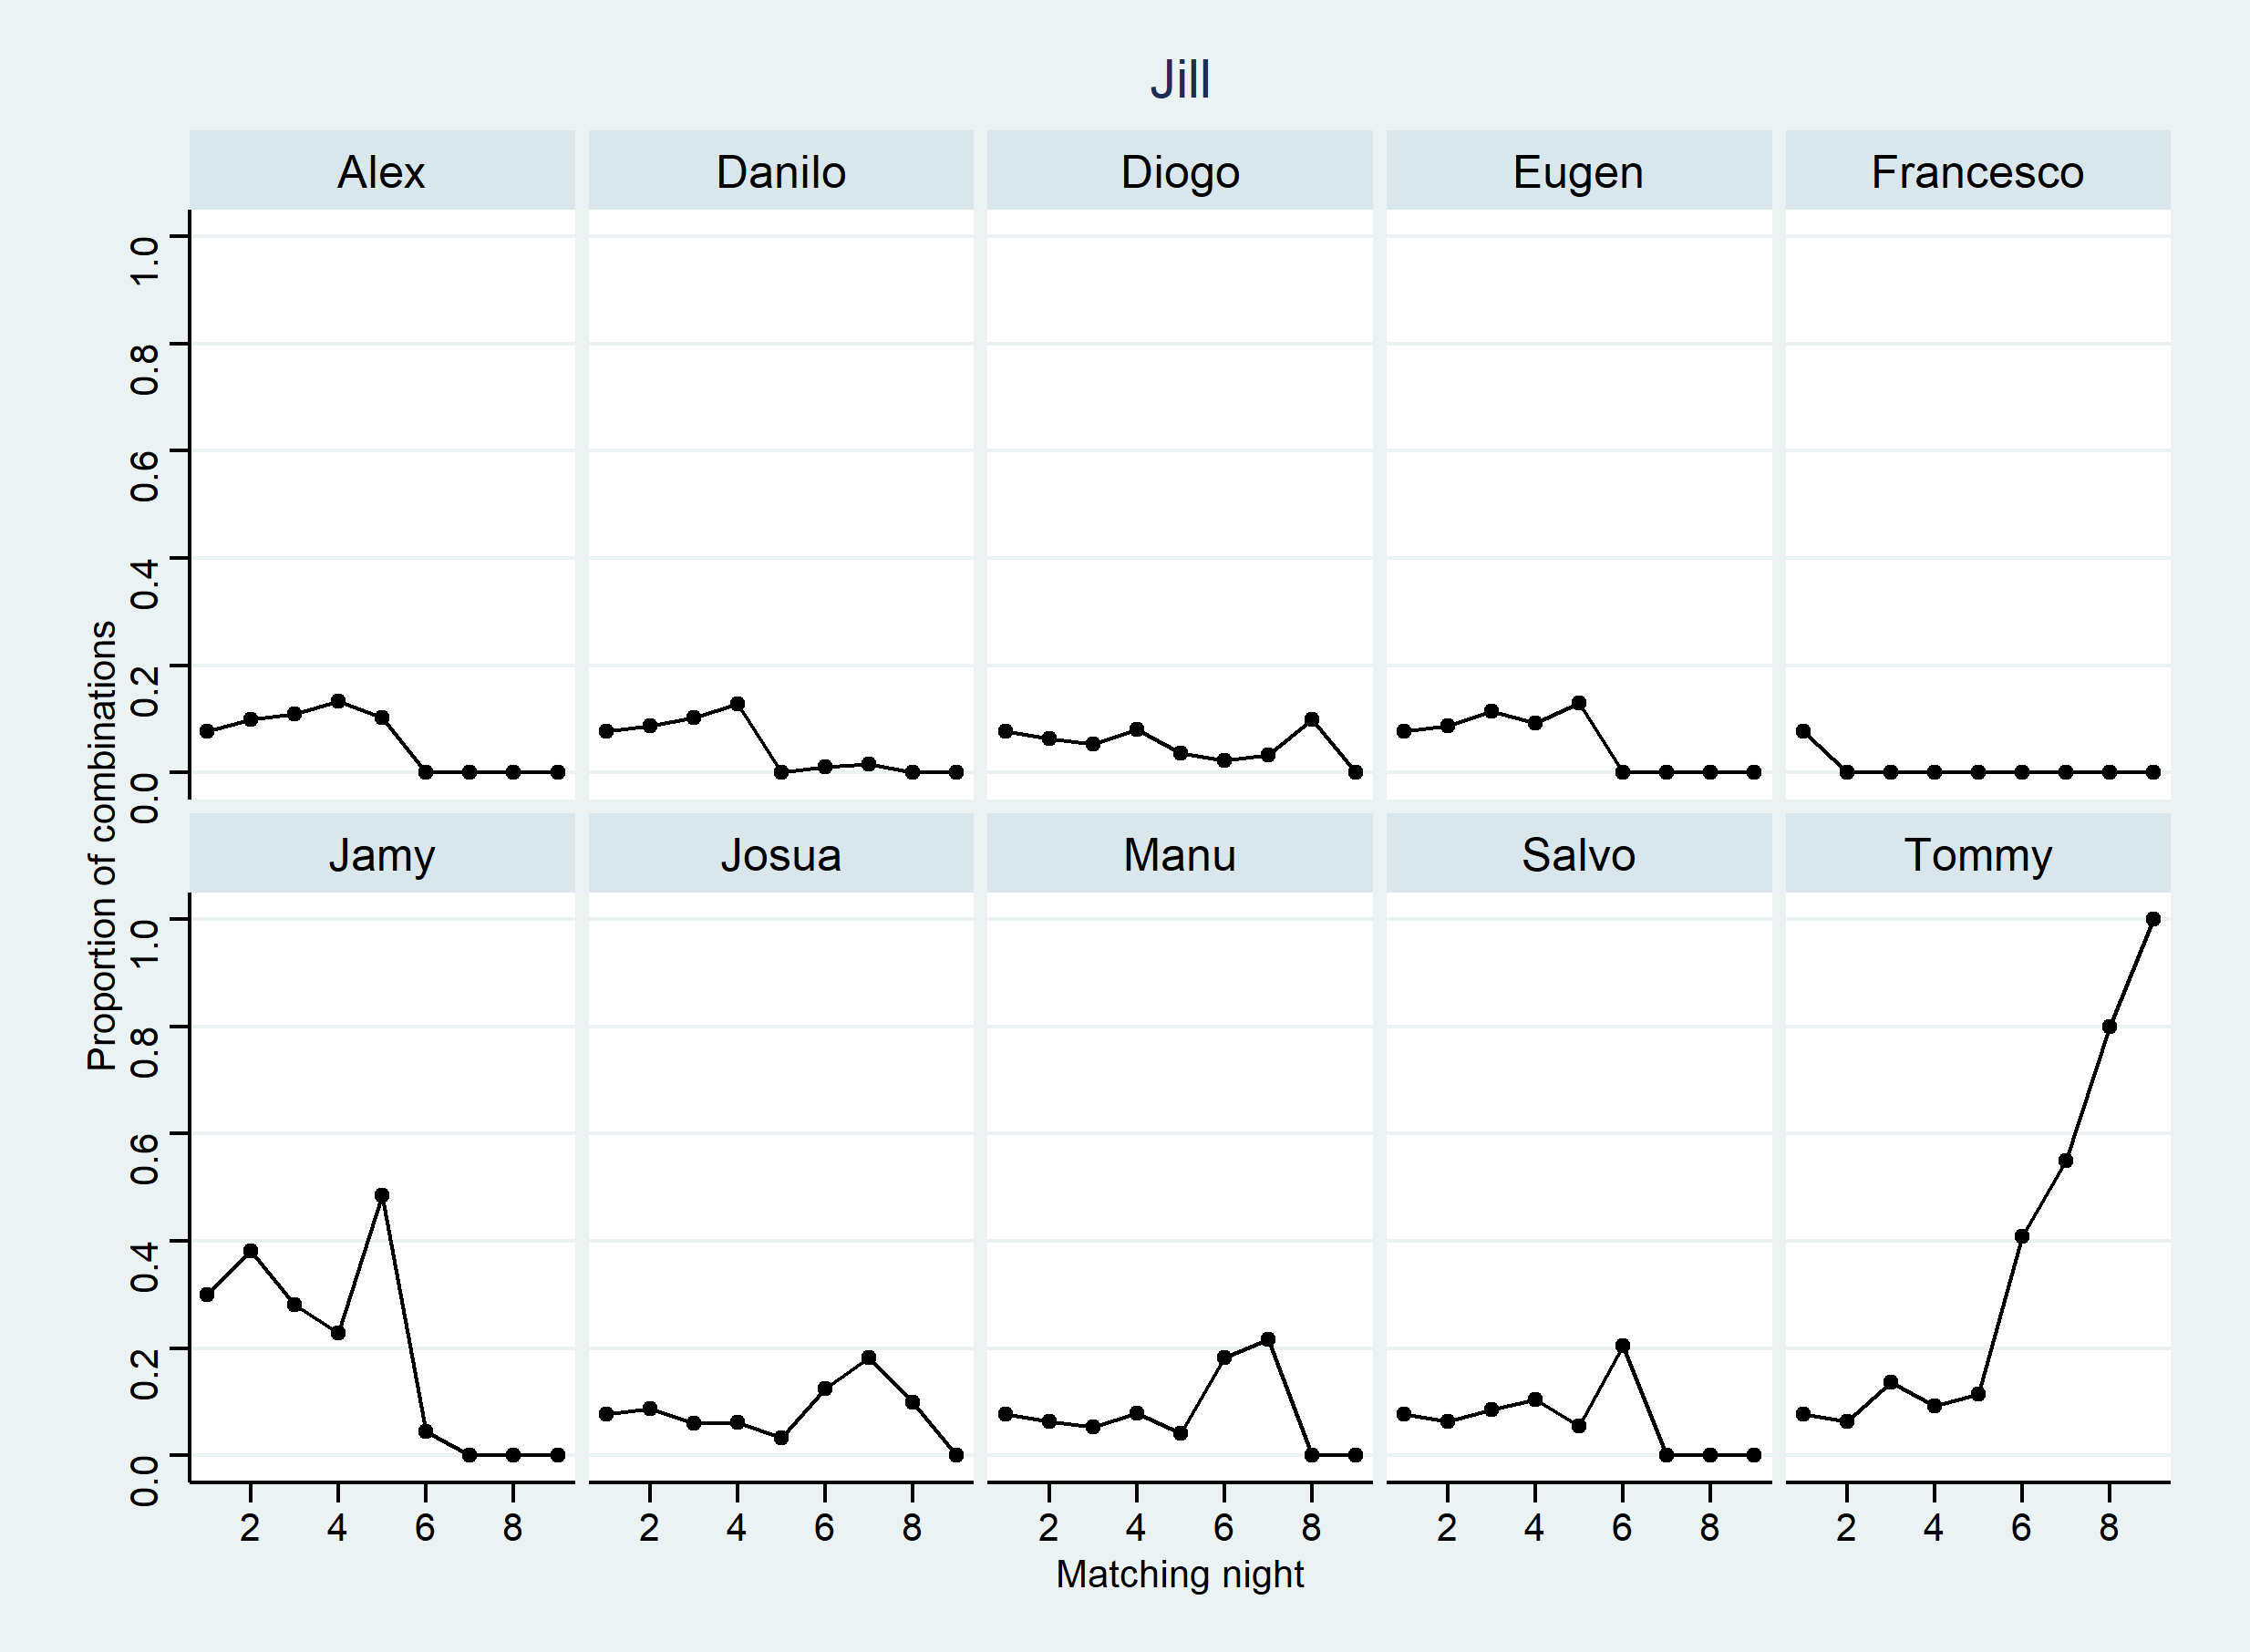 Jill
Alex Danilo Diogo Eugen Francesco
1.0
0.8
0.6
0.4
0.2
0.0
Jamy Josua Manu Salvo Tommy
1.0
0.8
0.6
0.4
0.2
0.0
Proportion of combinations
2 4 6 8 2 4 6 8 2 4 6 8 2 4 6 8 2 4 6 8
Matching night